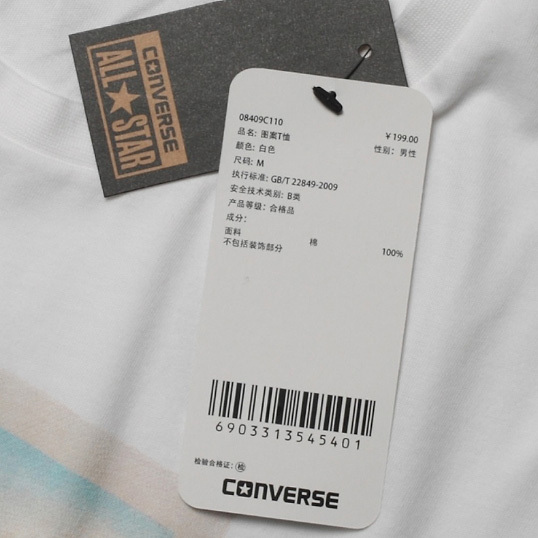 CONVERSE
ALL STAR
08409C110
品名: 图案T恤 ￥199.00
颜色: 白色 性别: 男性
尺码: M
执行标准: GB/T 22849-2009
安全技术类别: B类
产品等级: 合格品
成分:
面料 棉 100%
不包括装饰部分
6903313545401
检验合格证: 检
CONVERSE